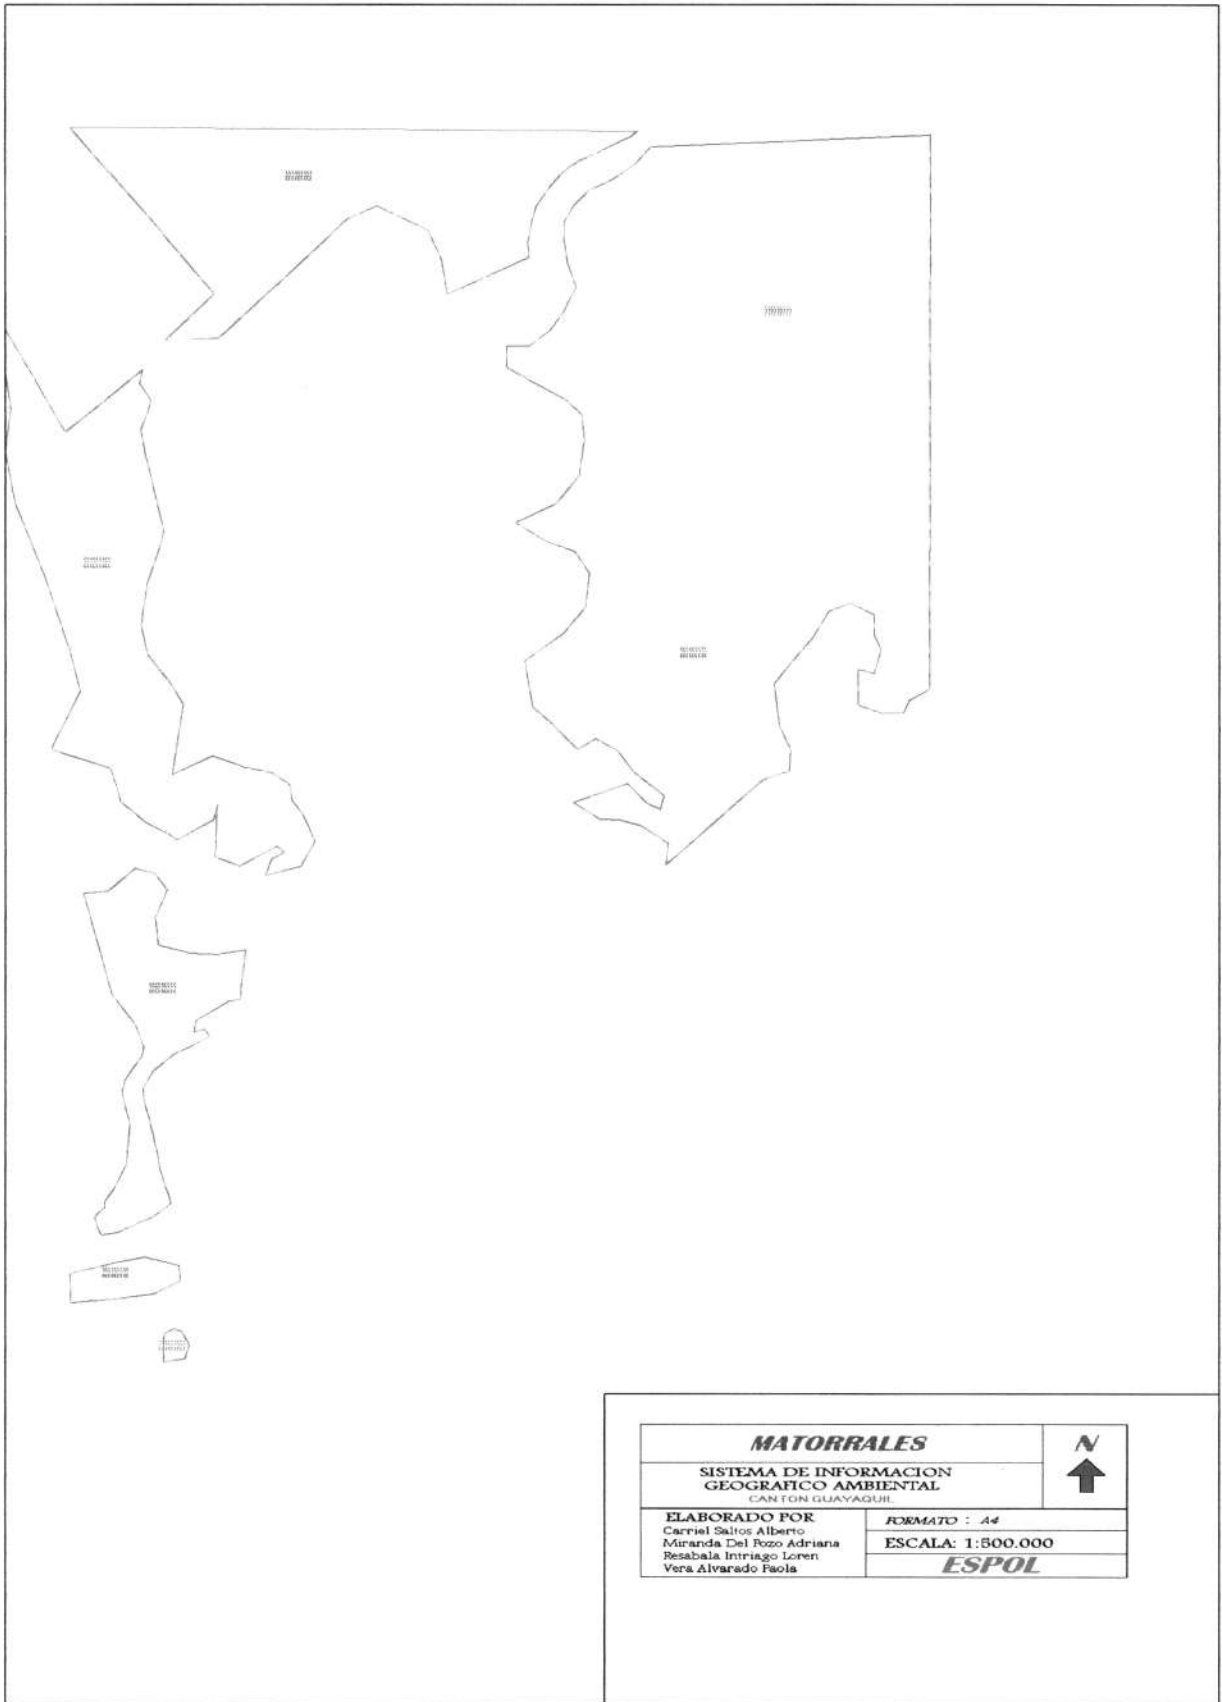 MATORRALES
N
SISTEMA DE INFORMACION
GEOGRAFICO AMBIENTAL
CANTON GUAYAQUIL
ELABORADO POR
Carriel Saltos Alberto
Miranda Del Pozo Adriana
Resabala Intriago Loren
Vera Alvarado Paola
FORMATO : A4
ESCALA: 1:500.000
ESPOL